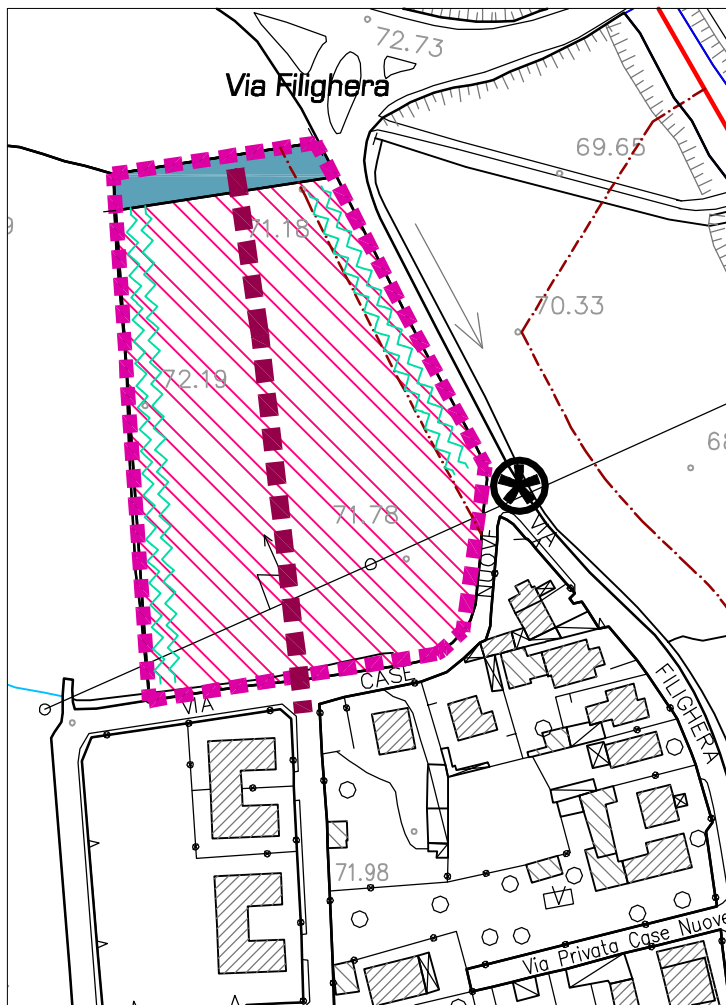 72.73
Via Filighera
69.65
71.18
70.33
72.19
68
71.78
NUOVE
VIA
CASE
VIA
FILIGHERA
71.98
Via Privata Case Nuove